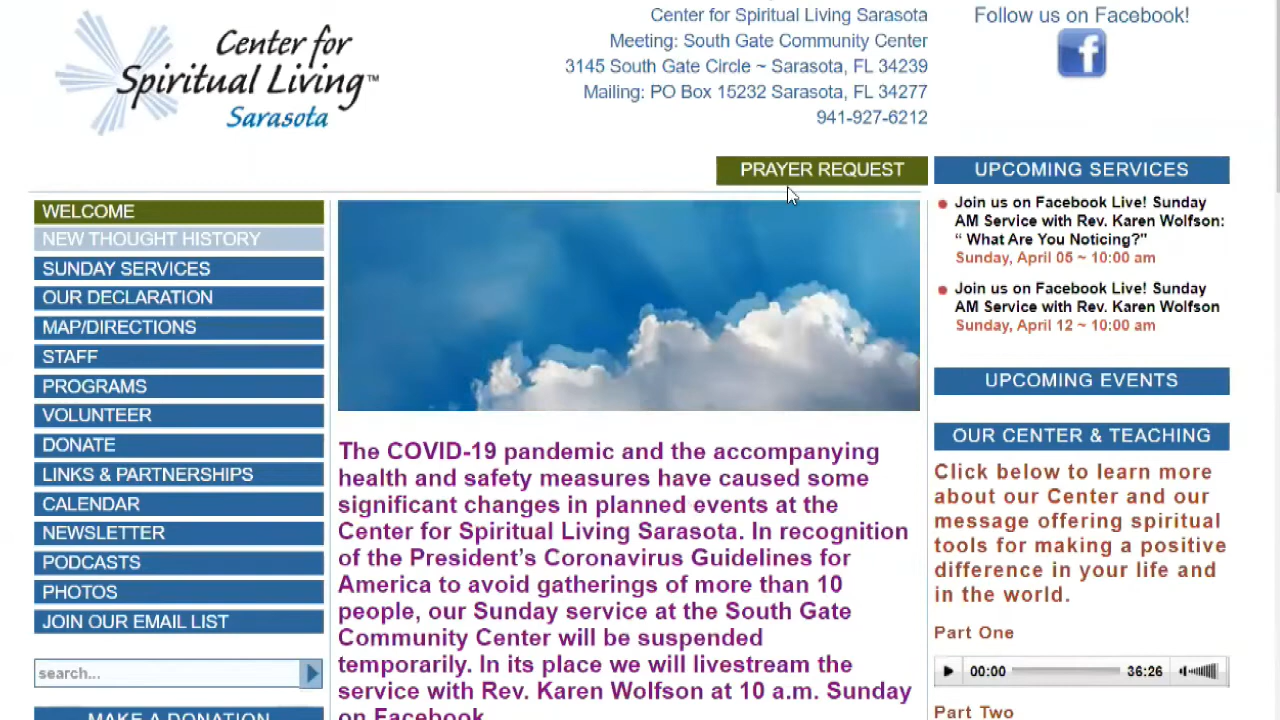 Center for
Spiritual Living™
Sarasota
Center for Spiritual Living Sarasota
Meeting: South Gate Community Center
3145 South Gate Circle ~ Sarasota, FL 34239
Mailing: PO Box 15232 Sarasota, FL 34277
941-927-6212
Follow us on Facebook!
f
PRAYER REQUEST
WELCOME
NEW THOUGHT HISTORY
SUNDAY SERVICES
OUR DECLARATION
MAP/DIRECTIONS
STAFF
PROGRAMS
VOLUNTEER
DONATE
LINKS & PARTNERSHIPS
CALENDAR
NEWSLETTER
PODCASTS
PHOTOS
JOIN OUR EMAIL LIST
search...
MAKE A DONATION
The COVID-19 pandemic and the accompanying
health and safety measures have caused some
significant changes in planned events at the
Center for Spiritual Living Sarasota. In recognition
of the President’s Coronavirus Guidelines for
America to avoid gatherings of more than 10
people, our Sunday service at the South Gate
Community Center will be suspended
temporarily. In its place we will livestream the
service with Rev. Karen Wolfson at 10 a.m. Sunday
on Facebook.
UPCOMING SERVICES
Join us on Facebook Live! Sunday
AM Service with Rev. Karen Wolfson:
“ What Are You Noticing?"
Sunday, April 05 ~ 10:00 am
Join us on Facebook Live! Sunday
AM Service with Rev. Karen Wolfson
Sunday, April 12 ~ 10:00 am
UPCOMING EVENTS
OUR CENTER & TEACHING
Click below to learn more
about our Center and our
message offering spiritual
tools for making a positive
difference in your life and
in the world.
Part One
00:00 36:26
Part Two